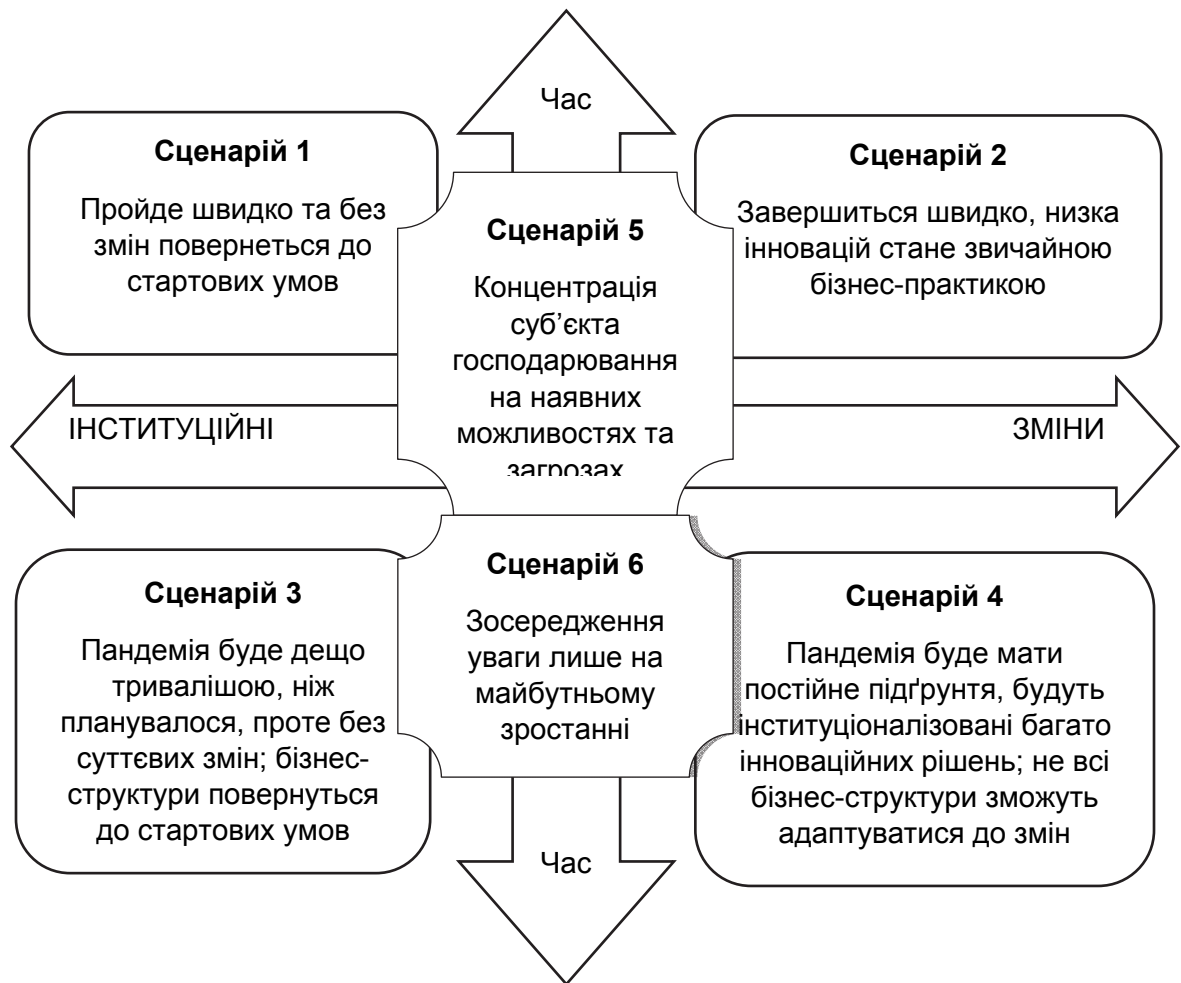 Час
Сценарій 1
Пройде швидко та без
змін повернеться до
стартових умов
Сценарій 2
Завершиться швидко, низка
інновацій стане звичайною
бізнес-практикою
Сценарій 5
Концентрація
суб’єкта
господарювання
на наявних
можливостях та
загрозах
ІНСТИТУЦІЙНІ
ЗМІНИ
Сценарій 3
Пандемія буде дещо
тривалішою, ніж
планувалося, проте без
суттєвих змін; бізнес-
структури повернуться
до стартових умов
Сценарій 6
Зосередження
уваги лише на
майбутньому
зростанні
Сценарій 4
Пандемія буде мати
постійне підґрунтя, будуть
інституціоналізовані багато
інноваційних рішень; не всі
бізнес-структури зможуть
адаптуватися до змін
Час